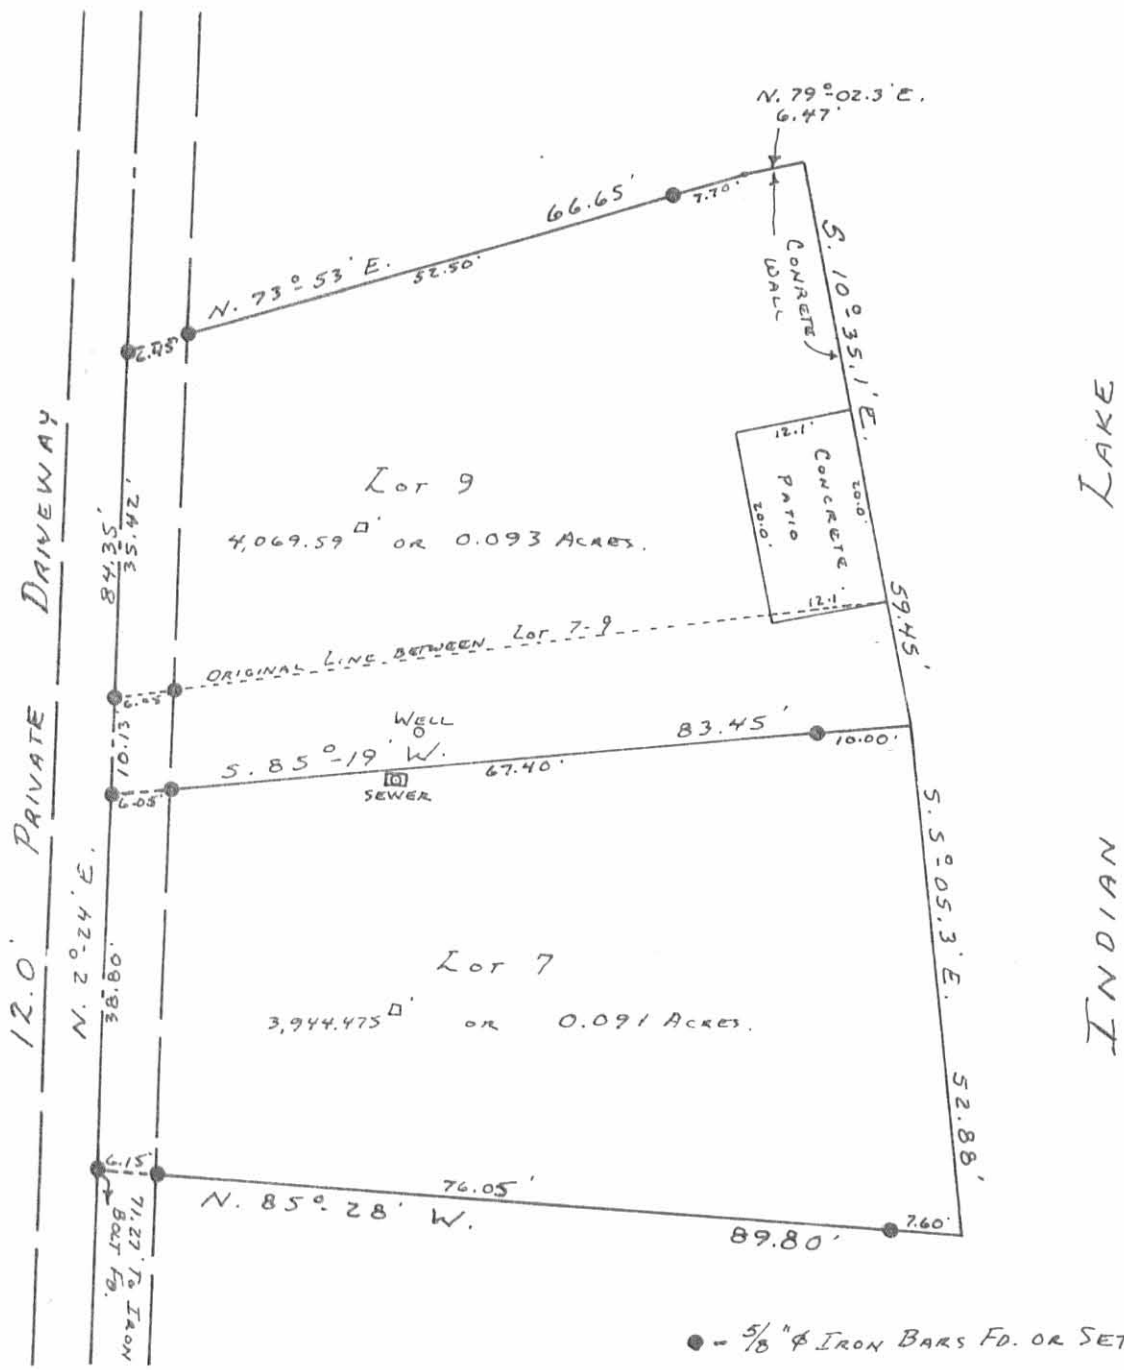 N. 79°-02.3' E.
6.47'
66.65'
7.70'
N. 73°-53' E.
52.50'
CONRETE
WALL
S. 10°-35.1' E.
6.45'
12.0' PRIVATE DRIVEWAY
84.35'
35.42'
Lot 9
4,069.59 □' OR 0.093 ACRES.
12.1'
CONCRETE
PATIO
20.0'
20.0'
12.1'
59.45'
ORIGINAL LINE BETWEEN Lot 7-9
6.05'
10.13'
WELL
83.45'
10.00'
S. 85°-19' W.
67.40'
SEWER
6.05'
N. 2°-24' E.
38.80'
S. 5°-05.3' E.
52.88'
Lot 7
3,944.475 □' OR 0.091 ACRES.
INDIAN LAKE
6.15'
76.05'
N. 85°-28' W.
89.80'
7.60'
71.27' To IRON
BOLT FD.
● - 5/8" ϕ IRON BARS FD. OR SET